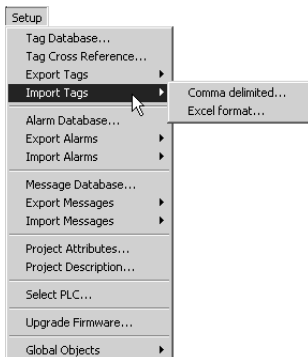 Setup
Tag Database...
Tag Cross Reference...
Export Tags
Import Tags
Comma delimited...
Excel format...
Alarm Database...
Export Alarms
Import Alarms
Message Database...
Export Messages
Import Messages
Project Attributes...
Project Description...
Select PLC...
Upgrade Firmware...
Global Objects